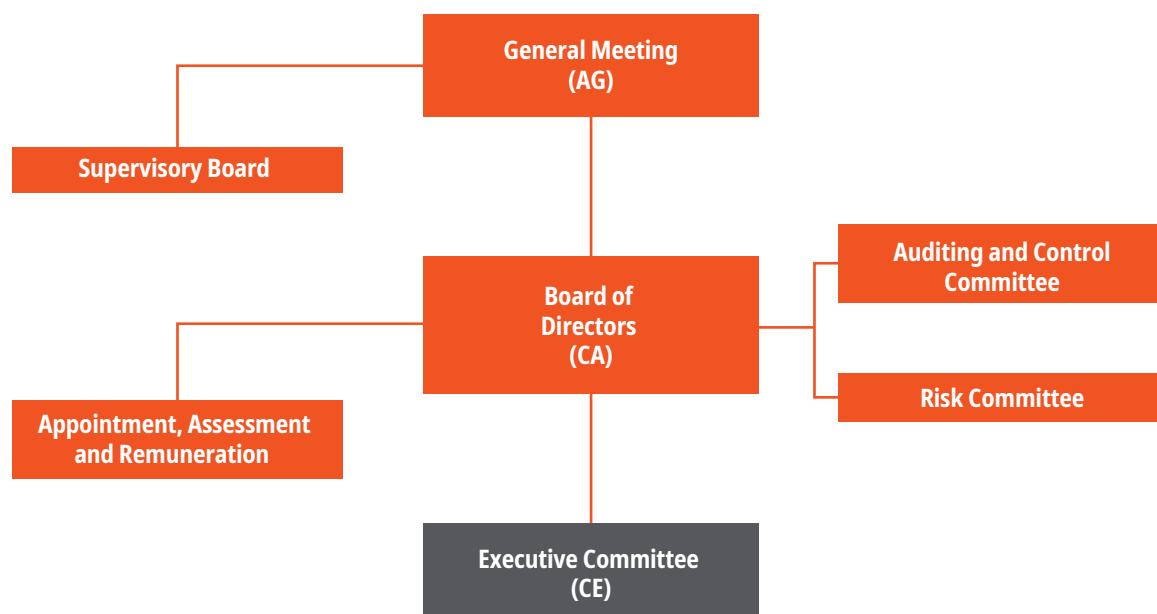 General Meeting
(AG)
Supervisory Board
Auditing and Control
Committee
Board of
Directors
(CA)
Risk Committee
Appointment, Assessment
and Remuneration
Executive Committee
(CE)